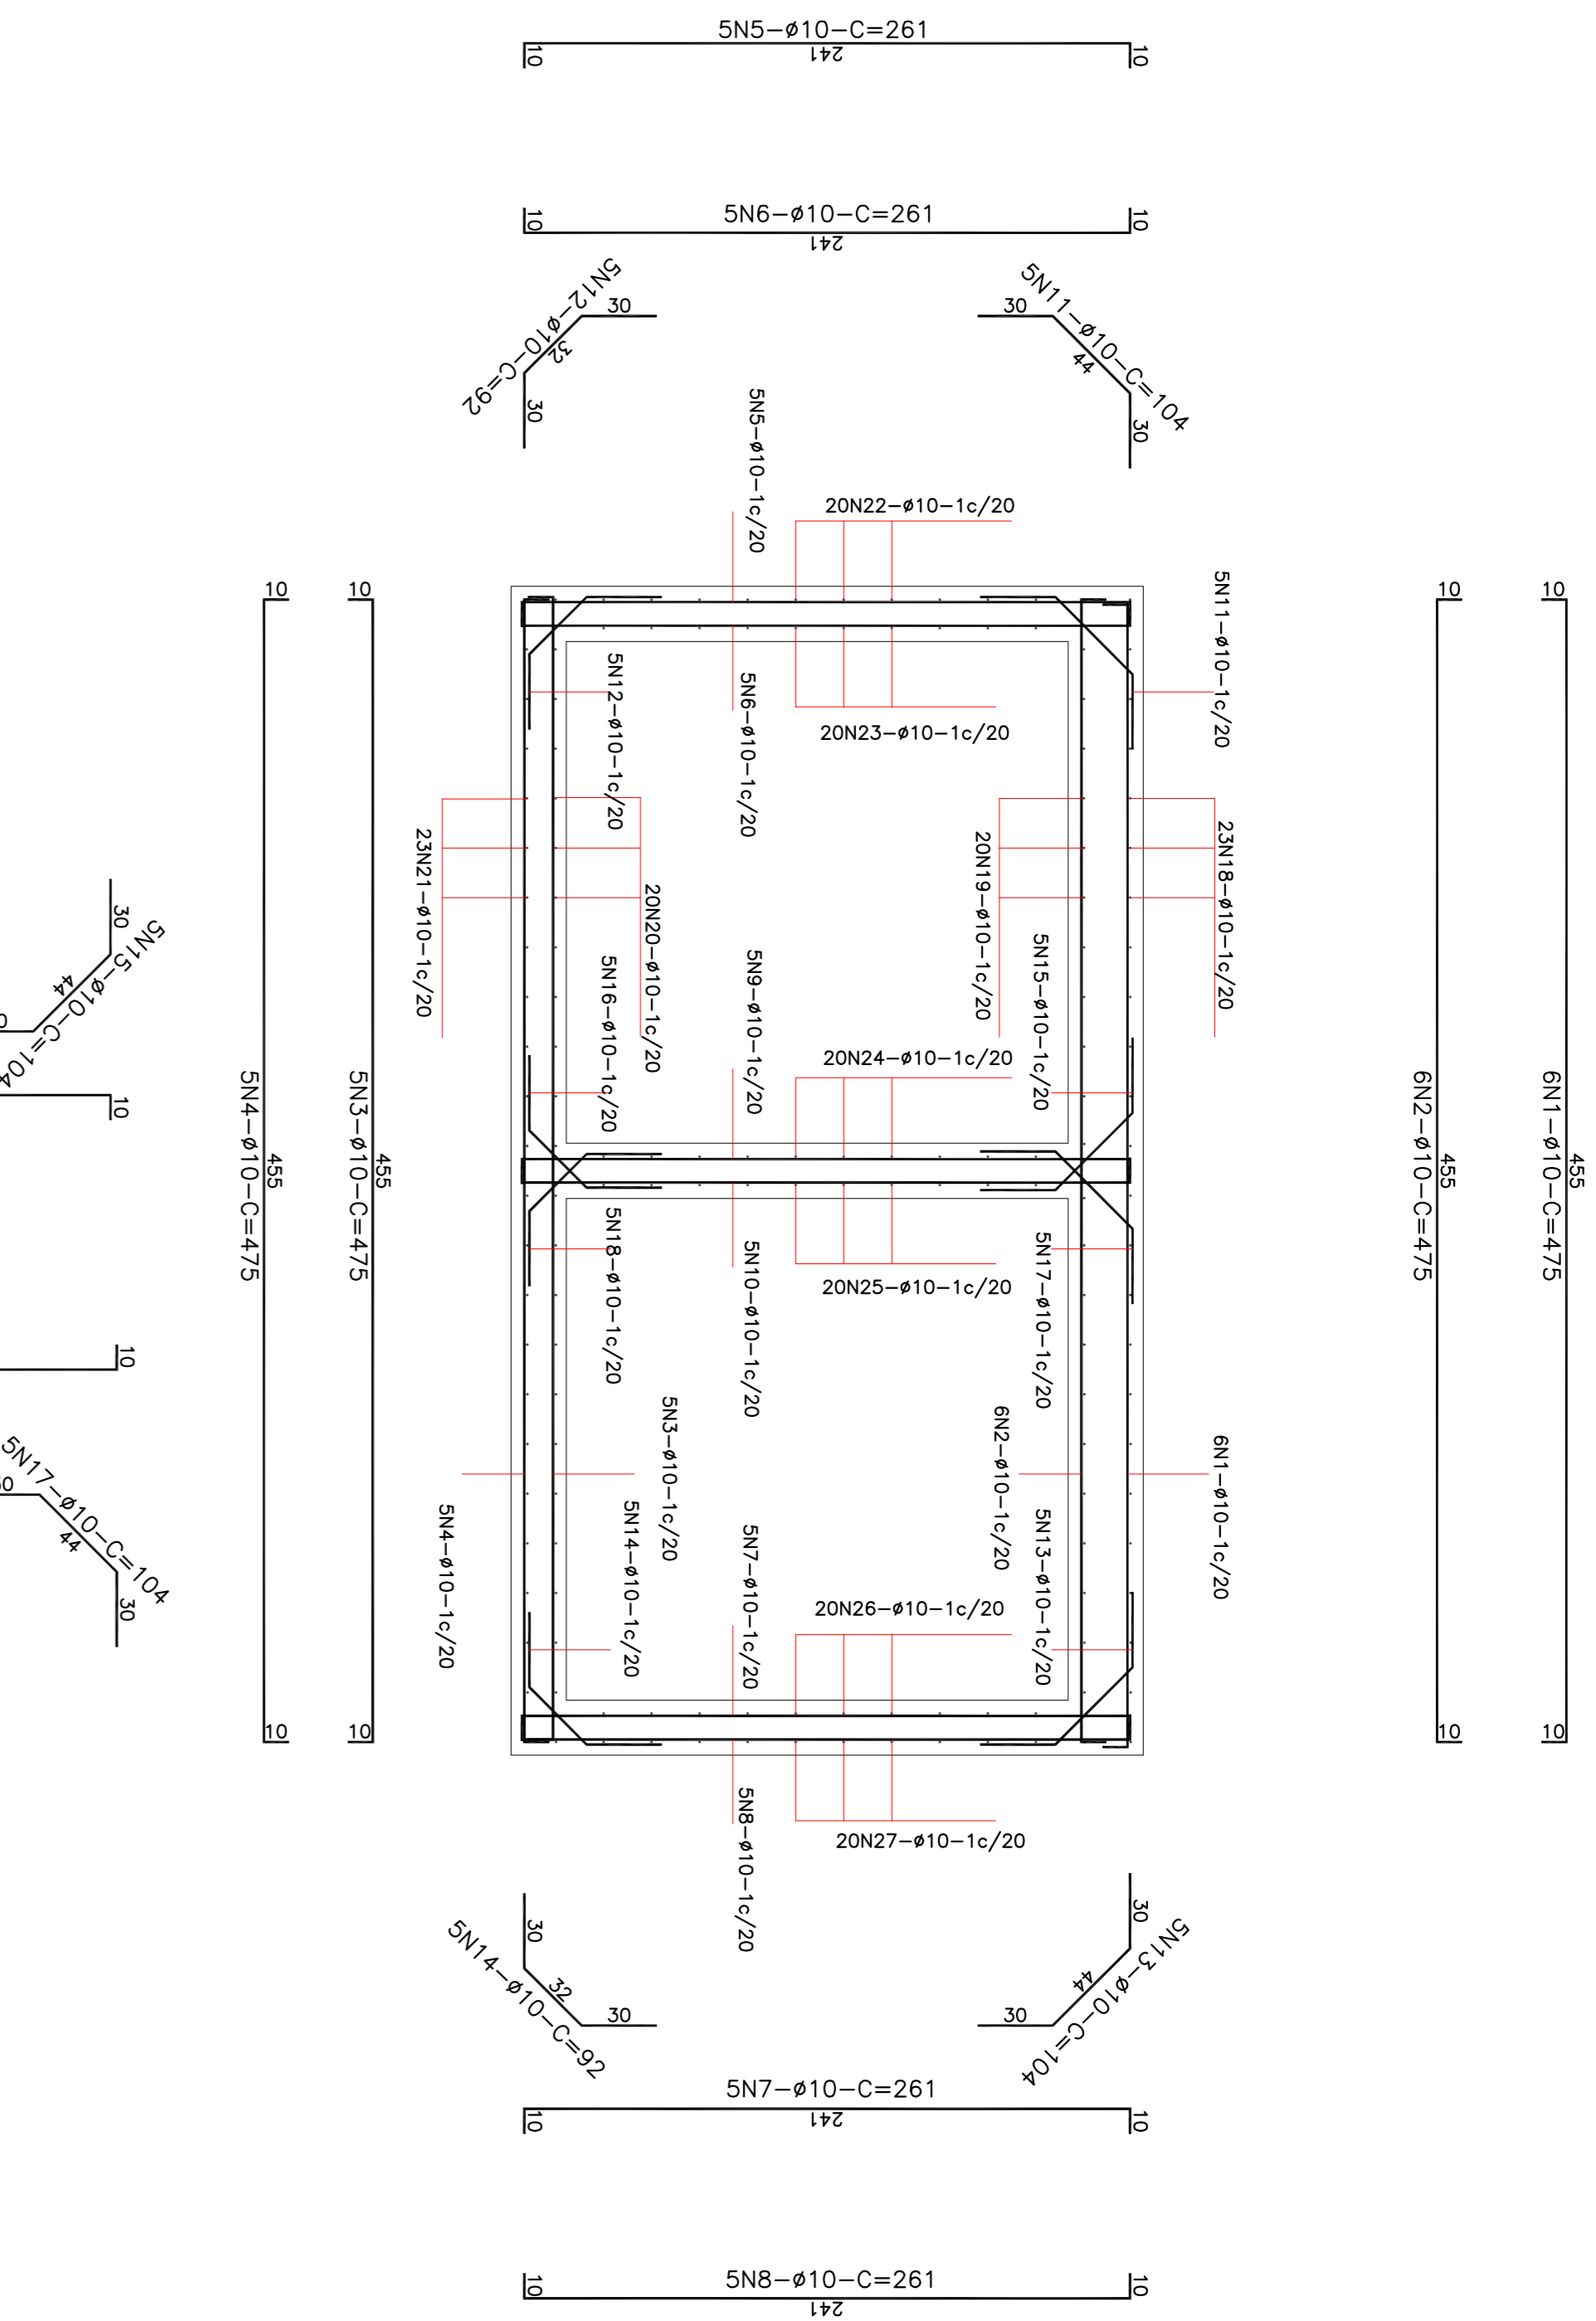 5N5-ø10-C=261
241
10
10
5N6-ø10-C=261
241
10
10
5N12-ø10-C=92
30
32
30
5N11-ø10-C=104
30
44
30
5N5-ø10-1c/20
20N22-ø10-1c/20
5N11-ø10-1c/20
5N12-ø10-1c/20
5N6-ø10-1c/20
20N23-ø10-1c/20
23N21-ø10-1c/20
20N20-ø10-1c/20
20N19-ø10-1c/20
23N18-ø10-1c/20
5N16-ø10-1c/20
5N9-ø10-1c/20
5N15-ø10-1c/20
20N24-ø10-1c/20
5N18-ø10-1c/20
5N10-ø10-1c/20
20N25-ø10-1c/20
5N17-ø10-1c/20
5N3-ø10-1c/20
6N2-ø10-1c/20
6N1-ø10-1c/20
5N4-ø10-1c/20
5N14-ø10-1c/20
5N7-ø10-1c/20
5N13-ø10-1c/20
20N26-ø10-1c/20
5N8-ø10-1c/20
20N27-ø10-1c/20
10
5N4-ø10-C=475
455
10
10
5N3-ø10-C=475
455
10
10
6N2-ø10-C=475
455
10
10
6N1-ø10-C=475
455
10
30
5N15-ø10-C=104
44
10
10
5N17-ø10-C=104
44
30
30
5N14-ø10-C=92
32
30
30
5N13-ø10-C=104
44
30
5N7-ø10-C=261
241
10
10
5N8-ø10-C=261
241
10
10